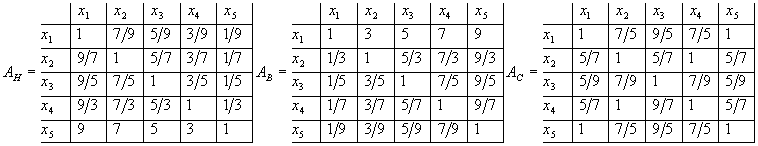 x₁ x₂ x₃ x₄ x₅ x₁ x₂ x₃ x₄ x₅ x₁ x₂ x₃ x₄ x₅
x₁ 1 7/9 5/9 3/9 1/9 x₁ 1 3 5 7 9 x₁ 1 7/5 9/5 7/5 1
x₂ 9/7 1 5/7 3/7 1/7 x₂ 1/3 1 5/3 7/3 9/3 x₂ 5/7 1 5/7 1 5/7
A_H = x₃ 9/5 7/5 1 3/5 1/5 A_B = x₃ 1/5 3/5 1 7/5 9/5 A_C = x₃ 5/9 7/9 1 7/9 5/9
x₄ 9/3 7/3 5/3 1 1/3 x₄ 1/7 3/7 5/7 1 9/7 x₄ 5/7 1 9/7 1 5/7
x₅ 9 7 5 3 1 x₅ 1/9 3/9 5/9 7/9 1 x₅ 1 7/5 9/5 7/5 1